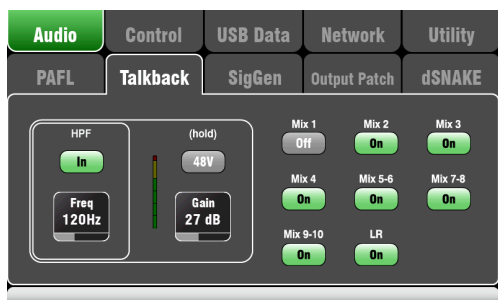 Audio Control USB Data Network Utility
PAFL Talkback SigGen Output Patch dSNAKE
HPF (hold) Mix 1 Mix 2 Mix 3
In 48V Off On On
Mix 4 Mix 5-6 Mix 7-8
Freq Gain On On On
120Hz 27 dB
Mix 9-10 LR
On On